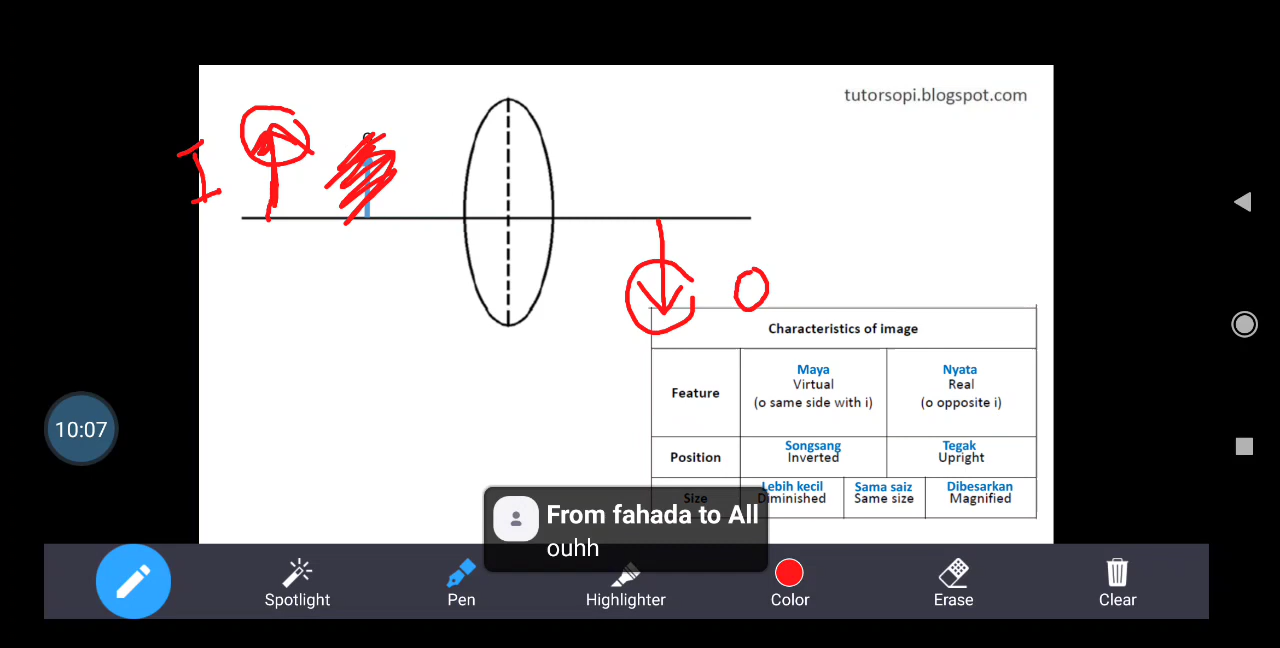 tutorsopi.blogspot.com
I
O
Characteristics of image
Feature
Maya
Virtual
(o same side with i)
Nyata
Real
(o opposite i)
Position
Songsang
Inverted
Tegak
Upright
Size
Lebih kecil
Diminished
Sama saiz
Same size
Dibesarkan
Magnified
10:07
From fahada to All
ouhh
Spotlight
Pen
Highlighter
Color
Erase
Clear